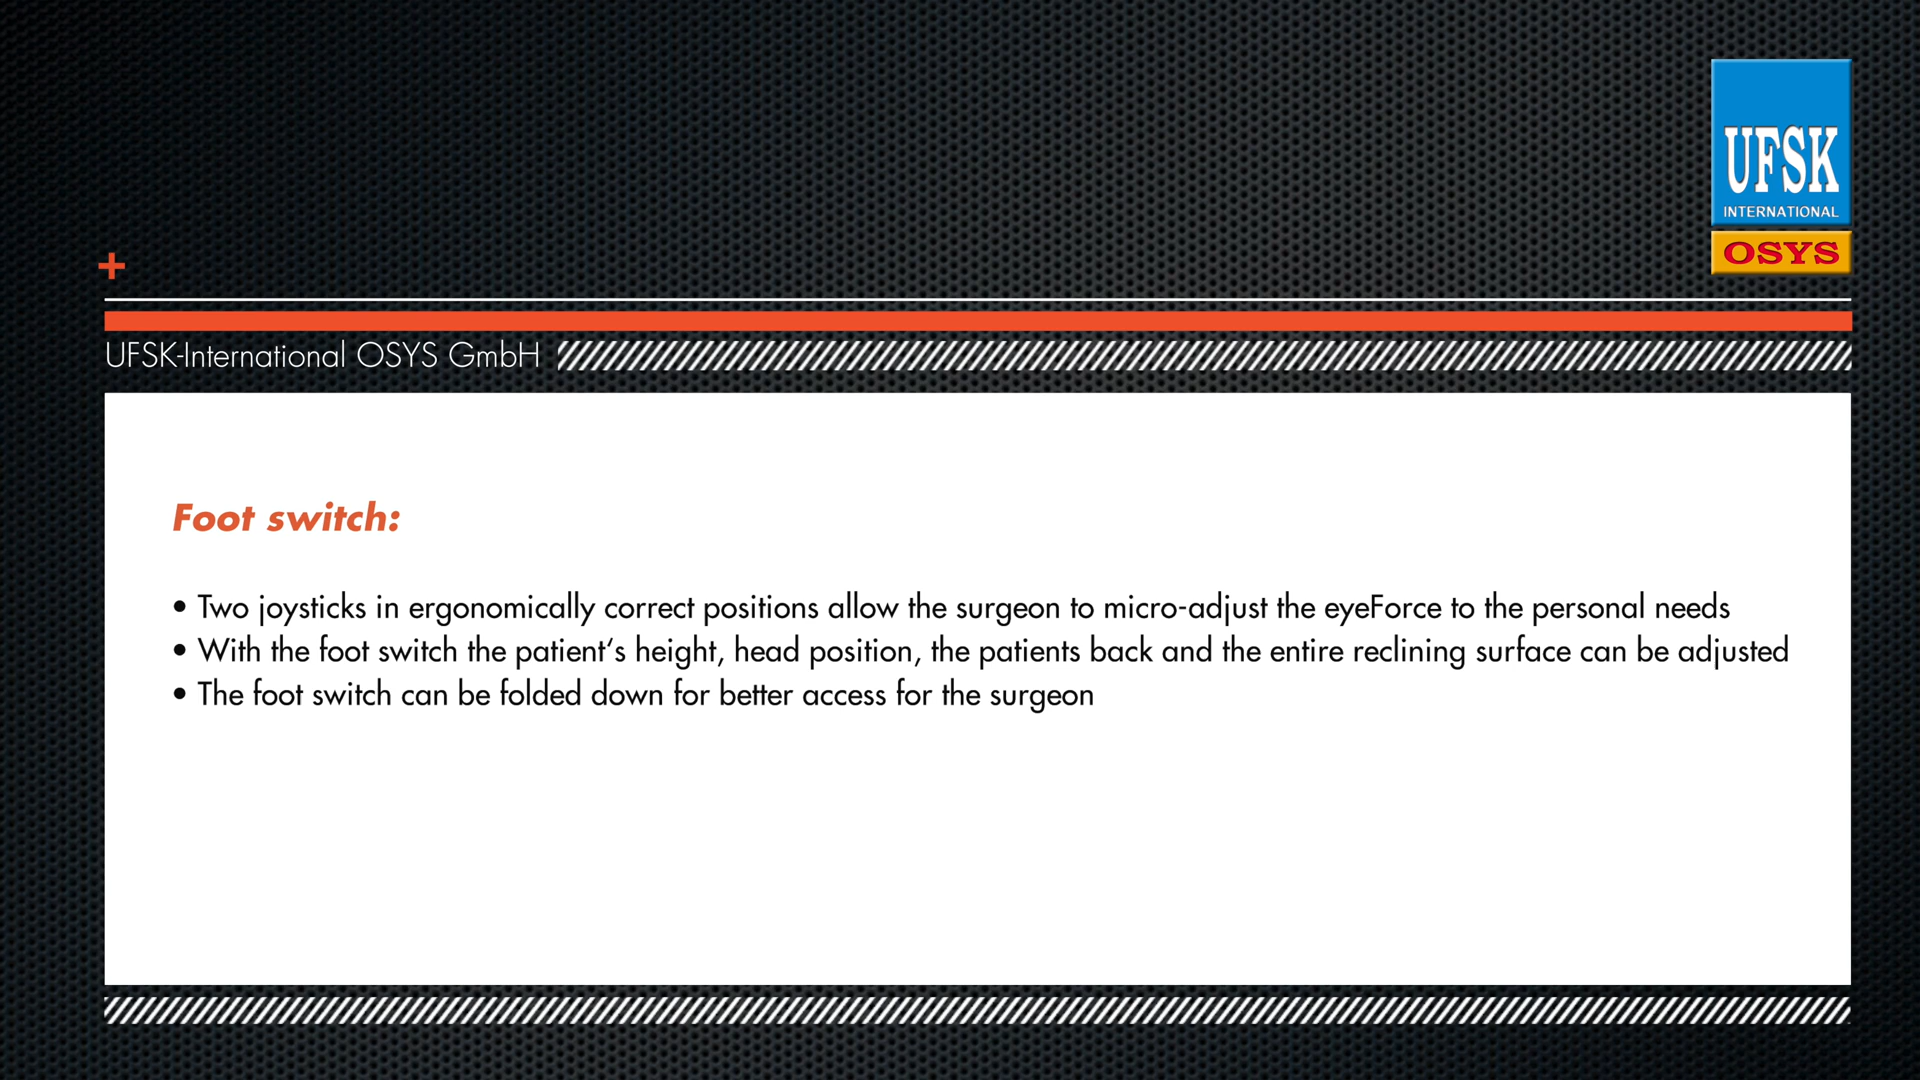 UFSK
INTERNATIONAL
OSYS
+
UFSK-International OSYS GmbH
Foot switch:
• Two joysticks in ergonomically correct positions allow the surgeon to micro-adjust the eyeForce to the personal needs
• With the foot switch the patient‘s height, head position, the patients back and the entire reclining surface can be adjusted
• The foot switch can be folded down for better access for the surgeon